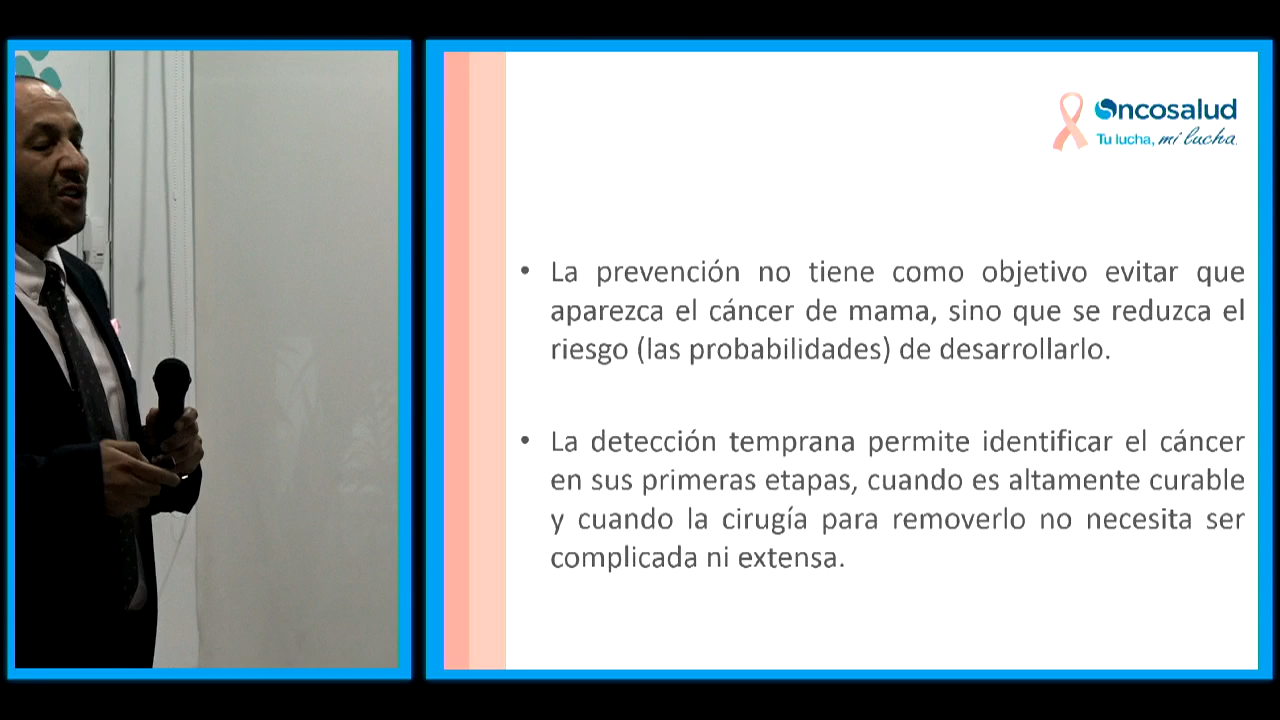 Oncosalud
Tu lucha, mi lucha.
• La prevención no tiene como objetivo evitar que
aparezca el cáncer de mama, sino que se reduzca el
riesgo (las probabilidades) de desarrollarlo.
• La detección temprana permite identificar el cáncer
en sus primeras etapas, cuando es altamente curable
y cuando la cirugía para removerlo no necesita ser
complicada ni extensa.